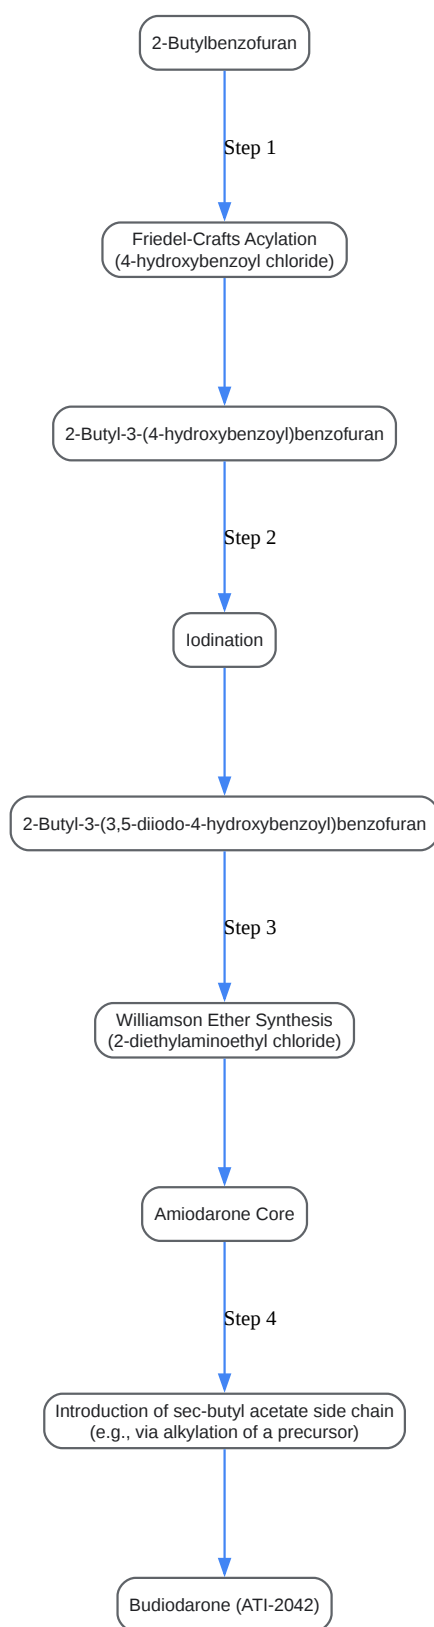 2-Butylbenzofuran
Step 1
Friedel-Crafts Acylation
(4-hydroxybenzoyl chloride)
2-Butyl-3-(4-hydroxybenzoyl)benzofuran
Step 2
Iodination
2-Butyl-3-(3,5-diiodo-4-hydroxybenzoyl)benzofuran
Step 3
Williamson Ether Synthesis
(2-diethylaminoethyl chloride)
Amiodarone Core
Step 4
Introduction of sec-butyl acetate side chain
(e.g., via alkylation of a precursor)
Budiodarone (ATI-2042)